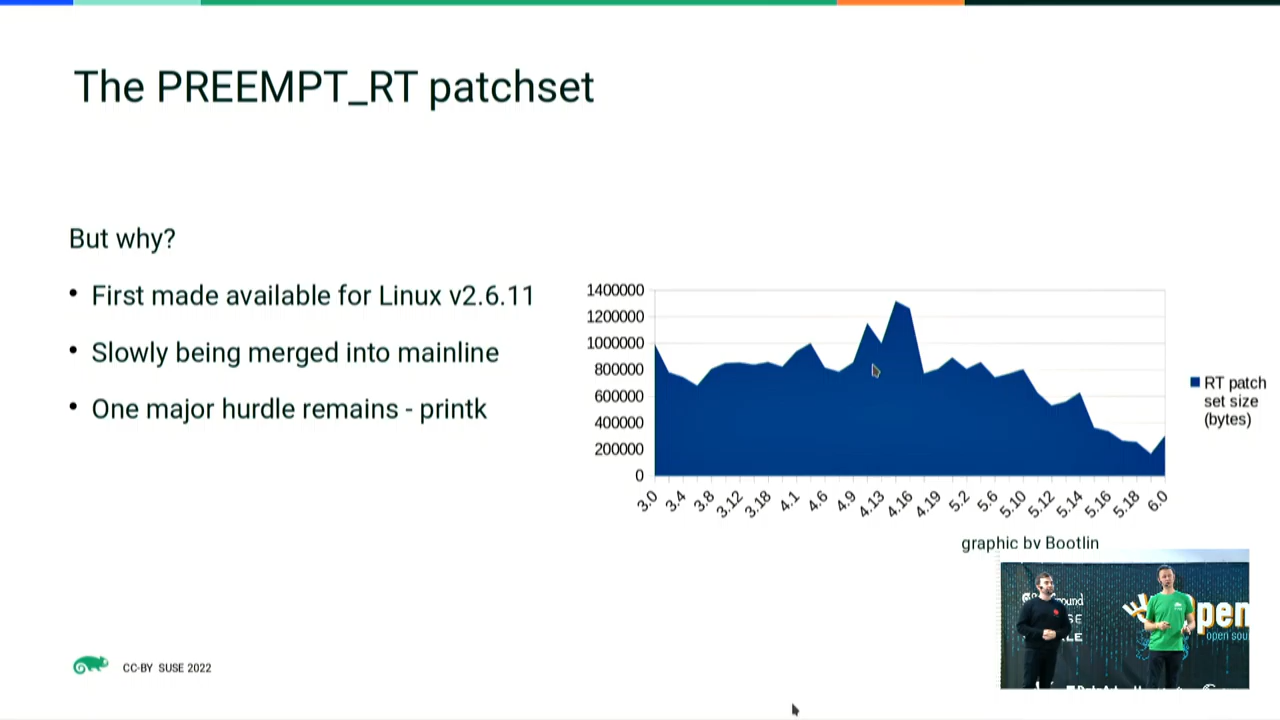 The PREEMPT_RT patchset
But why?
• First made available for Linux v2.6.11
• Slowly being merged into mainline
• One major hurdle remains - printk
1400000
1200000
1000000
800000
600000
400000
200000
0
3.0 3.4 3.8 3.12 3.18 4.1 4.6 4.9 4.13 4.16 4.19 5.2 5.6 5.10 5.12 5.14 5.16 5.18 6.0
RT patch
set size
(bytes)
graphic by Bootlin
pen
open sou
CC-BY SUSE 2022